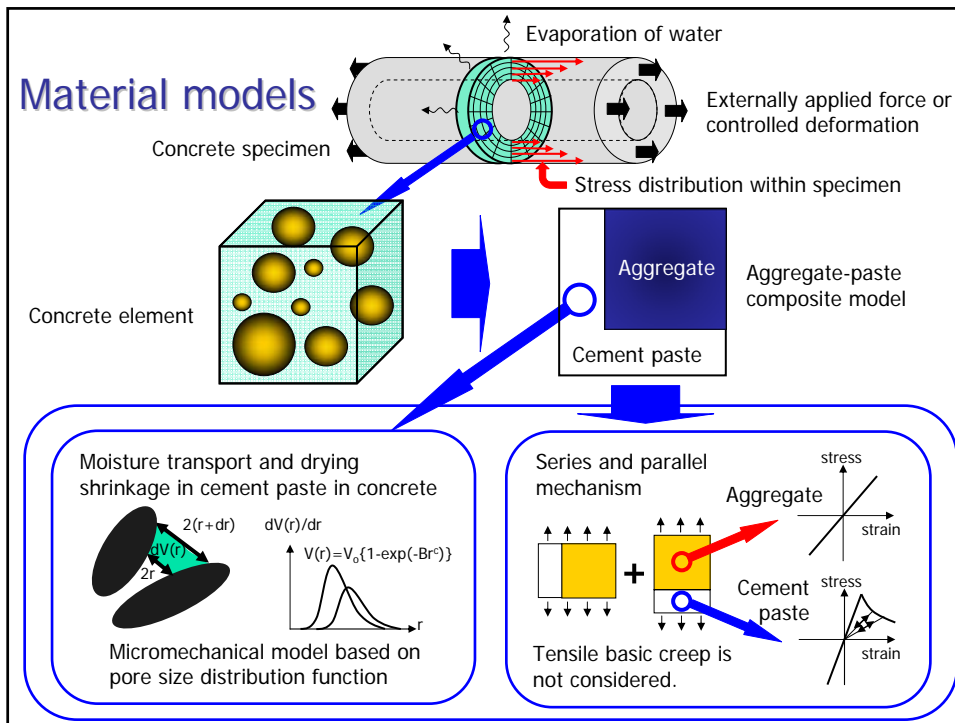 Material models
Evaporation of water
Externally applied force or
controlled deformation
Concrete specimen
Stress distribution within specimen
Concrete element
Aggregate
Cement paste
Aggregate-paste
composite model
Moisture transport and drying
shrinkage in cement paste in concrete
2(r+dr)
dV(r)
2r
dV(r)/dr
V(r)=V₀{1-exp(-Brᶜ)}
r
Micromechanical model based on
pore size distribution function
Series and parallel
mechanism
Aggregate
stress
strain
+
Cement
paste
stress
strain
Tensile basic creep is
not considered.